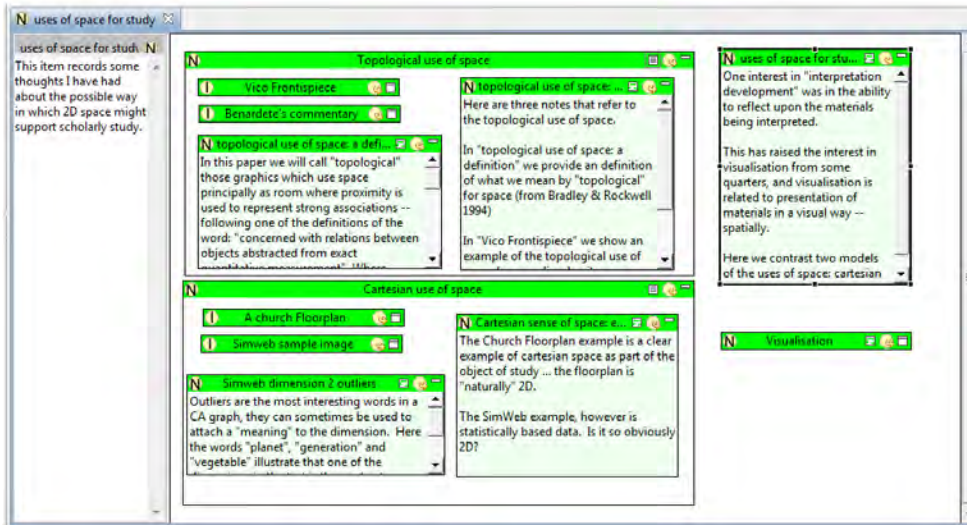 N uses of space for study
uses of space for study N
This item records some
thoughts I have had
about the possible way
in which 2D space might
support scholarly study.
N Topological use of space
I Vico Frontispiece
I Benardete's commentary
N topological use of space: a defi...
In this paper we will call "topological"
those graphics which use space
principally as room where proximity is
used to represent strong associations --
following one of the definitions of the
word: "concerned with relations between
objects abstracted from exact
quantitative measurement". Where
N topological use of space: ...
Here are three notes that refer to
the topological use of space.
In "topological use of space: a
definition" we provide an definition
of what we mean by "topological"
for space (from Bradley & Rockwell
1994)
In "Vico Frontispiece" we show an
example of the topological use of
N Cartesian use of space
I A church Floorplan
I Simweb sample image
N Simweb dimension 2 outliers
Outliers are the most interesting words in a
CA graph, they can sometimes be used to
attach a "meaning" to the dimension. Here
the words "planet", "generation" and
"vegetable" illustrate that one of the
N Cartesian sense of space: e...
The Church Floorplan example is a clear
example of cartesian space as part of the
object of study ... the floorplan is
"naturally" 2D.
The SimWeb example, however is
statistically based data. Is it so obviously
2D?
N uses of space for stu...
One interest in "interpretation
development" was in the ability
to reflect upon the materials
being interpreted.
This has raised the interest in
visualisation from some
quarters, and visualisation is
related to presentation of
materials in a visual way --
spatially.
Here we contrast two models
of the uses of space: cartesian
N Visualisation